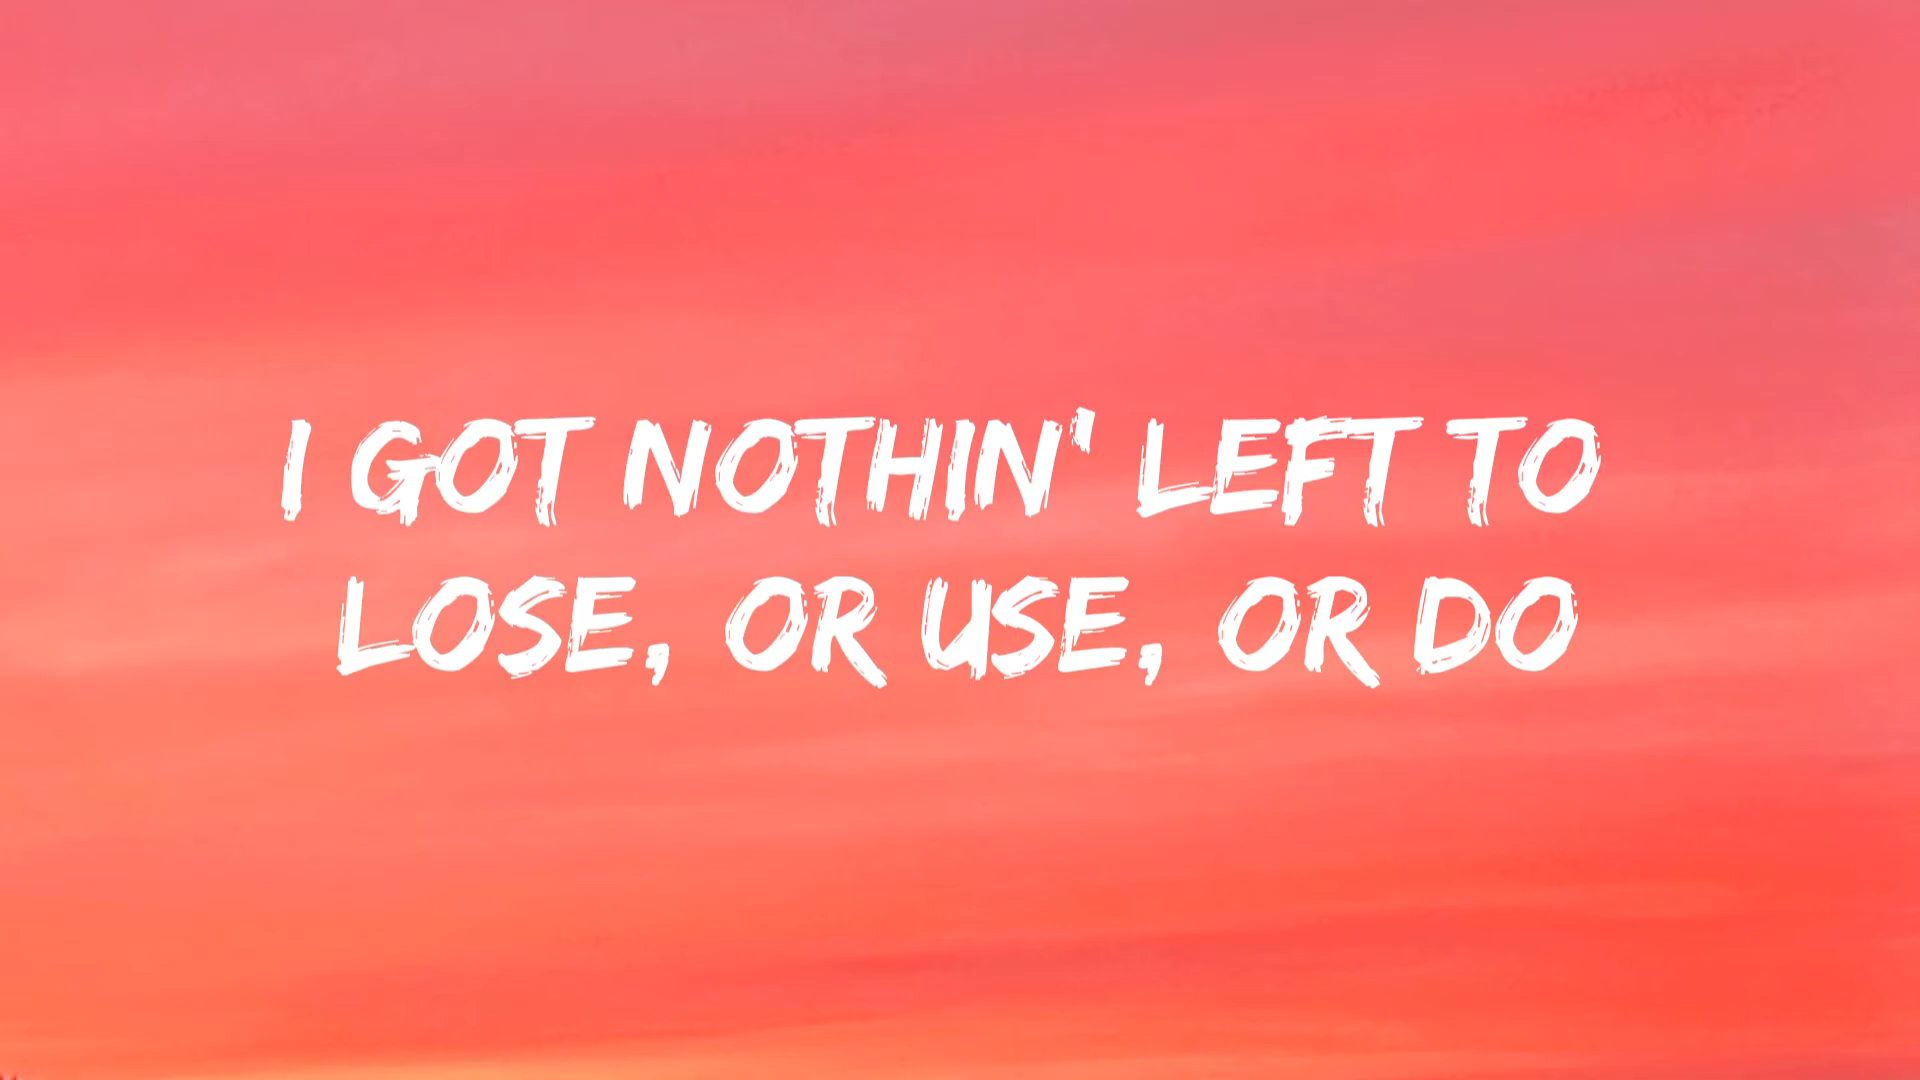 I GOT NOTHIN' LEFT TO
LOSE, OR USE, OR DO